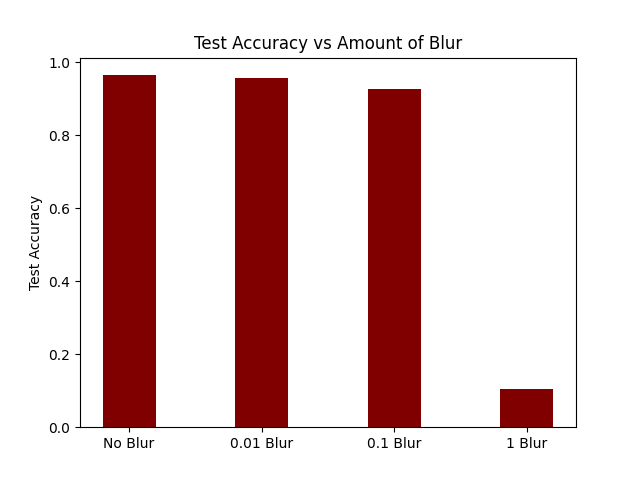 Test Accuracy vs Amount of Blur
Test Accuracy
1.0
0.8
0.6
0.4
0.2
0.0
No Blur
0.01 Blur
0.1 Blur
1 Blur